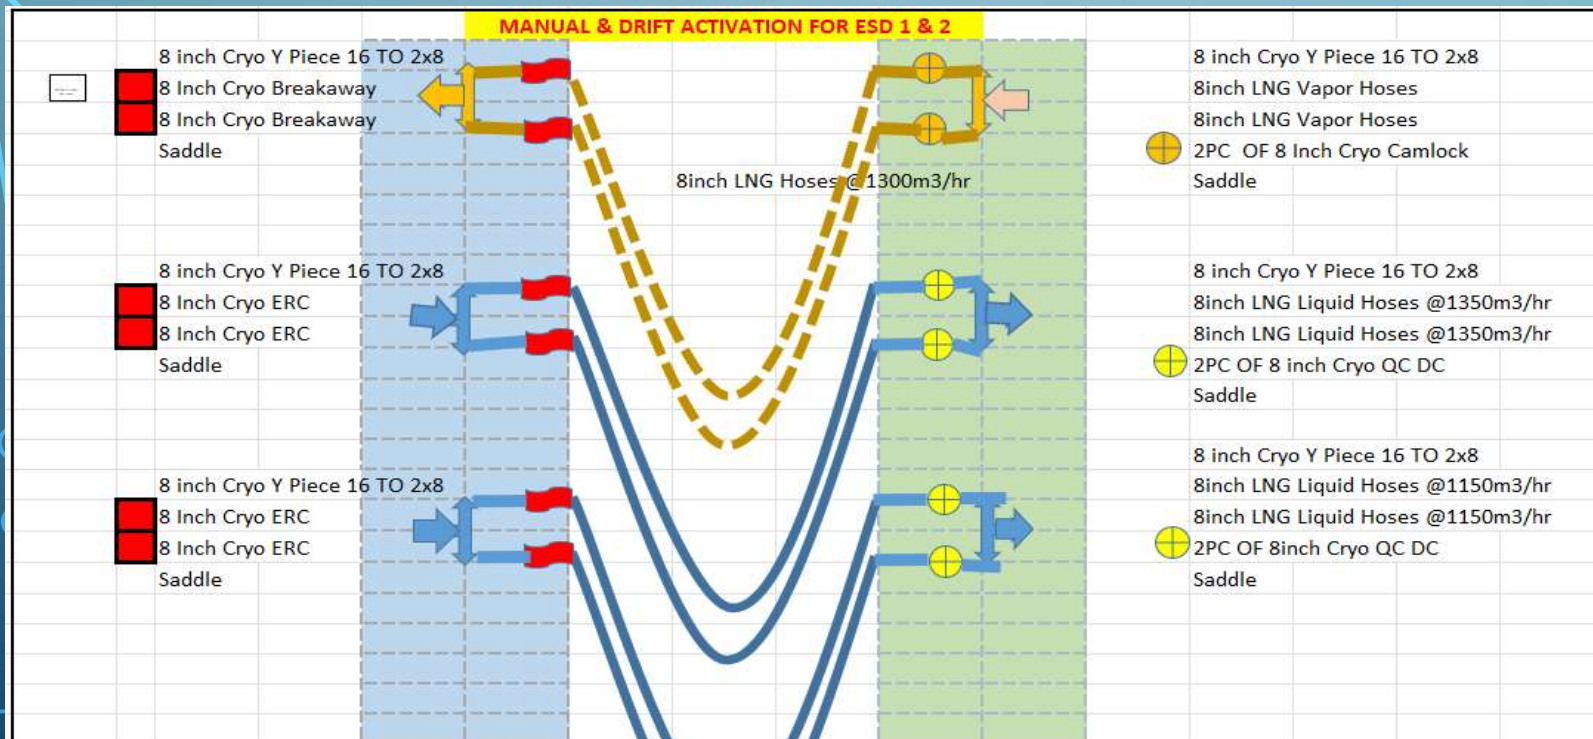 MANUAL & DRIFT ACTIVATION FOR ESD 1 & 2
8 inch Cryo Y Piece 16 TO 2x8
8 Inch Cryo Breakaway
8 Inch Cryo Breakaway
Saddle
8 inch Cryo Y Piece 16 TO 2x8
8inch LNG Vapor Hoses
8inch LNG Vapor Hoses
2PC OF 8 Inch Cryo Camlock
Saddle
8inch LNG Hoses @1300m3/hr
8 inch Cryo Y Piece 16 TO 2x8
8 Inch Cryo ERC
8 Inch Cryo ERC
Saddle
8 inch Cryo Y Piece 16 TO 2x8
8inch LNG Liquid Hoses @1350m3/hr
8inch LNG Liquid Hoses @1350m3/hr
2PC OF 8 inch Cryo QC DC
Saddle
8 inch Cryo Y Piece 16 TO 2x8
8 Inch Cryo ERC
8 Inch Cryo ERC
Saddle
8 inch Cryo Y Piece 16 TO 2x8
8inch LNG Liquid Hoses @1150m3/hr
8inch LNG Liquid Hoses @1150m3/hr
2PC OF 8inch Cryo QC DC
Saddle